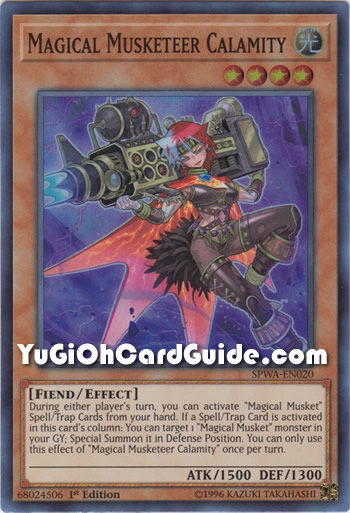 MAGICAL MUSKETEER CALAMITY
LIGHT
光
YuGiOhCardGuide.com
SPWA-EN020
[FIEND/EFFECT]
During either player's turn, you can activate "Magical Musket"
Spell/Trap Cards from your hand. If a Spell/Trap Card is activated
in this card's column: You can target 1 "Magical Musket" monster in
your GY; Special Summon it in Defense Position. You can only use
this effect of "Magical Musketeer Calamity" once per turn.
ATK/1500 DEF/1300
68024506 1st Edition ©1996 KAZUKI TAKAHASHI